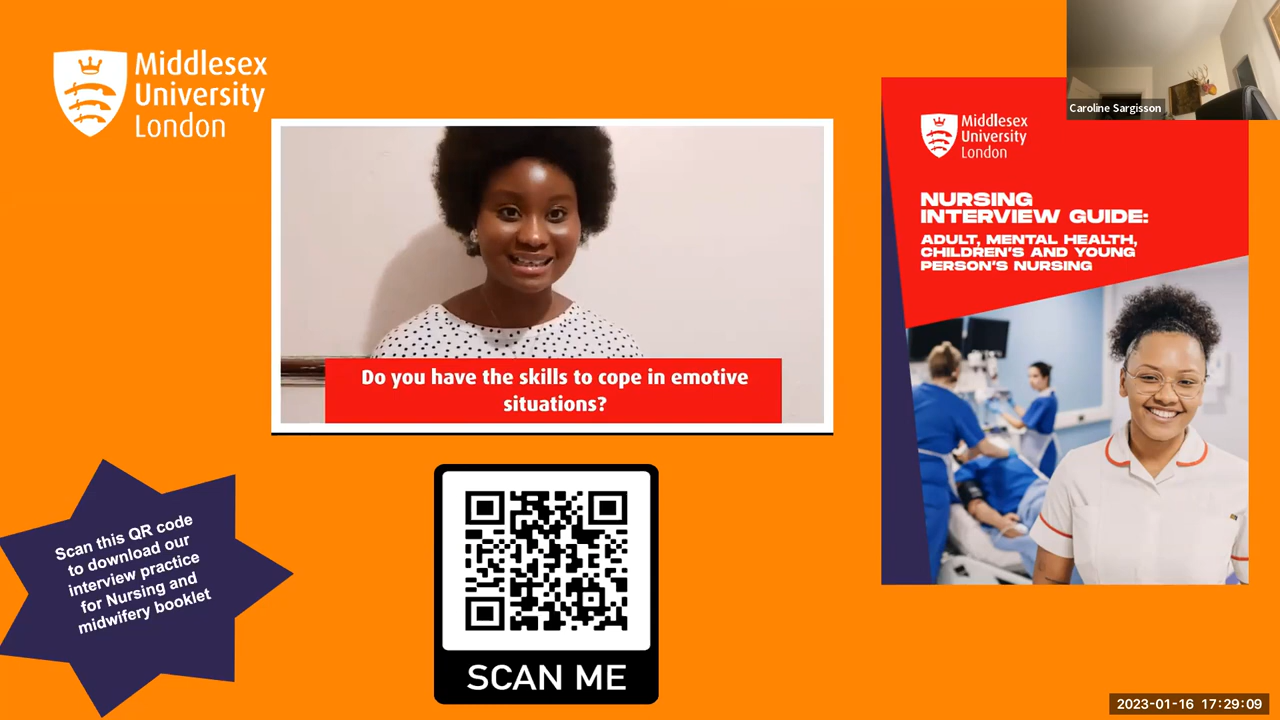 Middlesex
University
London
Caroline Sargisson
Middlesex
University
London
NURSING
INTERVIEW GUIDE:
ADULT, MENTAL HEALTH,
CHILDREN'S AND YOUNG
PERSON'S NURSING
Do you have the skills to cope in emotive
situations?
Scan this QR code
to download our
interview practice
for Nursing and
midwifery booklet
SCAN ME
2023-01-16 17:29:09